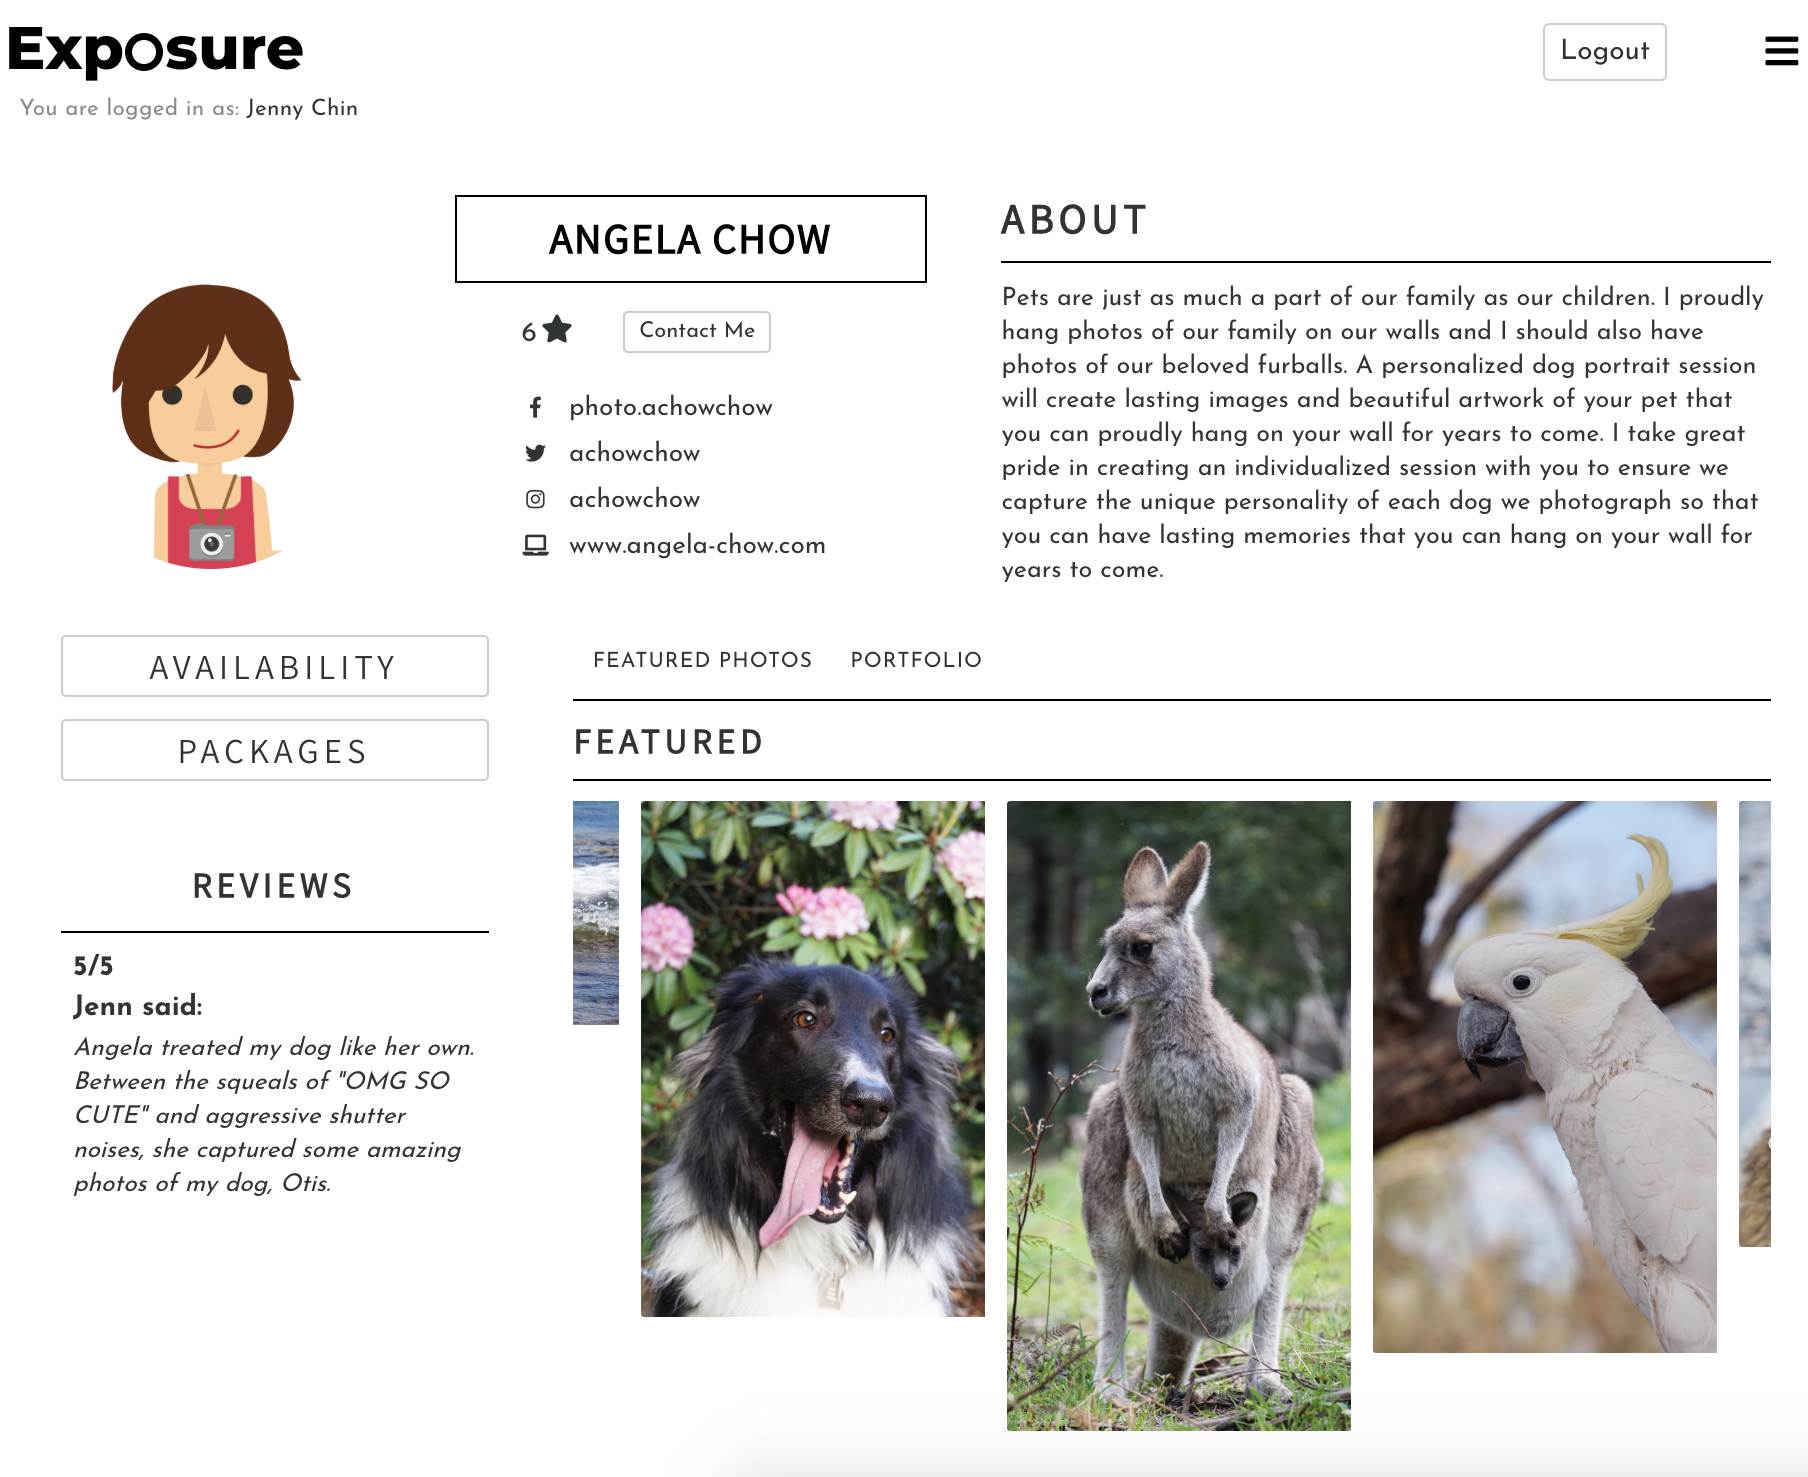 Exposure
Logout
You are logged in as: Jenny Chin
ANGELA CHOW
6
Contact Me
photo.achowchow
achowchow
achowchow
www.angela-chow.com
ABOUT
Pets are just as much a part of our family as our children. I proudly
hang photos of our family on our walls and I should also have
photos of our beloved furballs. A personalized dog portrait session
will create lasting images and beautiful artwork of your pet that
you can proudly hang on your wall for years to come. I take great
pride in creating an individualized session with you to ensure we
capture the unique personality of each dog we photograph so that
you can have lasting memories that you can hang on your wall for
years to come.
AVAILABILITY
PACKAGES
REVIEWS
5/5
Jenn said:
Angela treated my dog like her own.
Between the squeals of "OMG SO
CUTE" and aggressive shutter
noises, she captured some amazing
photos of my dog, Otis.
FEATURED PHOTOS PORTFOLIO
FEATURED